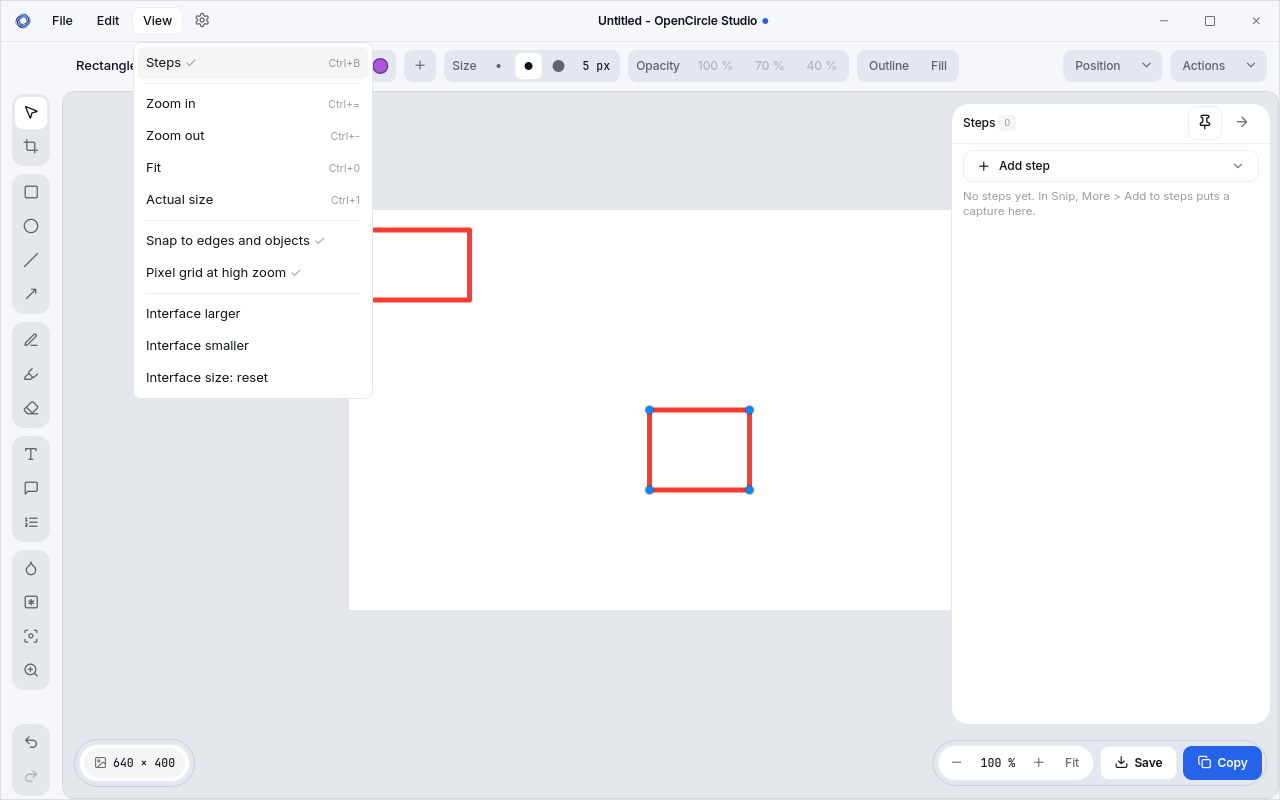 File Edit View
Untitled - OpenCircle Studio
Rectangle
Size 5 px
Opacity 100 % 70 % 40 %
Outline Fill
Position
Actions
Steps Ctrl+B
Zoom in Ctrl+=
Zoom out Ctrl+-
Fit Ctrl+0
Actual size Ctrl+1
Snap to edges and objects
Pixel grid at high zoom
Interface larger
Interface smaller
Interface size: reset
Steps 0
Add step
No steps yet. In Snip, More > Add to steps puts a
capture here.
640 × 400
100 % Fit
Save
Copy